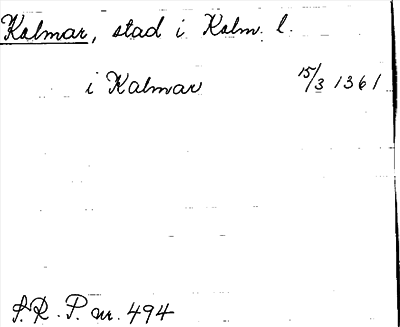 Kalmar, stad i Kalm. l.
i Kalmar 15/3 1361
S.R.P. nr. 494